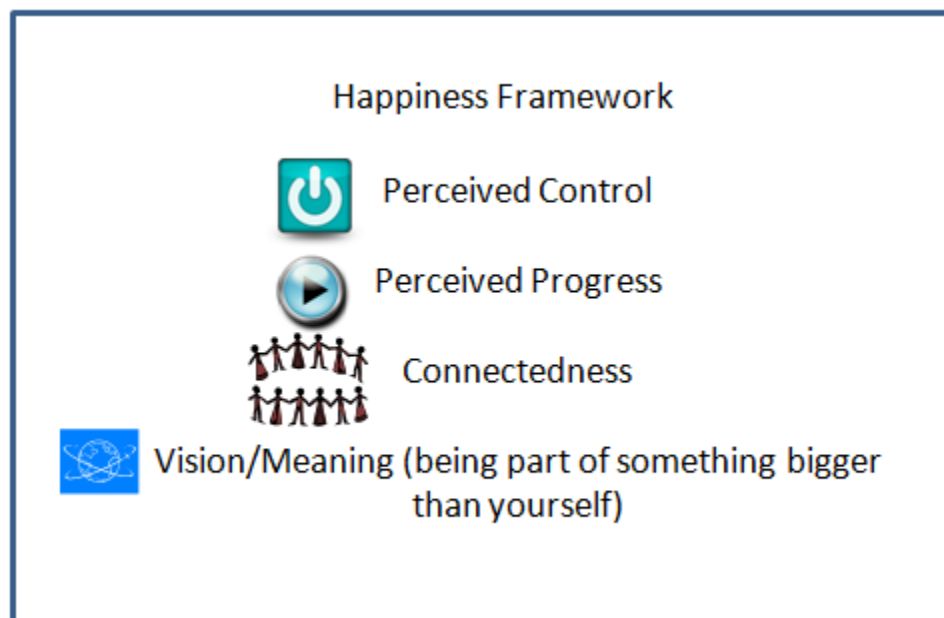 Happiness Framework
Perceived Control
Perceived Progress
Connectedness
Vision/Meaning (being part of something bigger
than yourself)